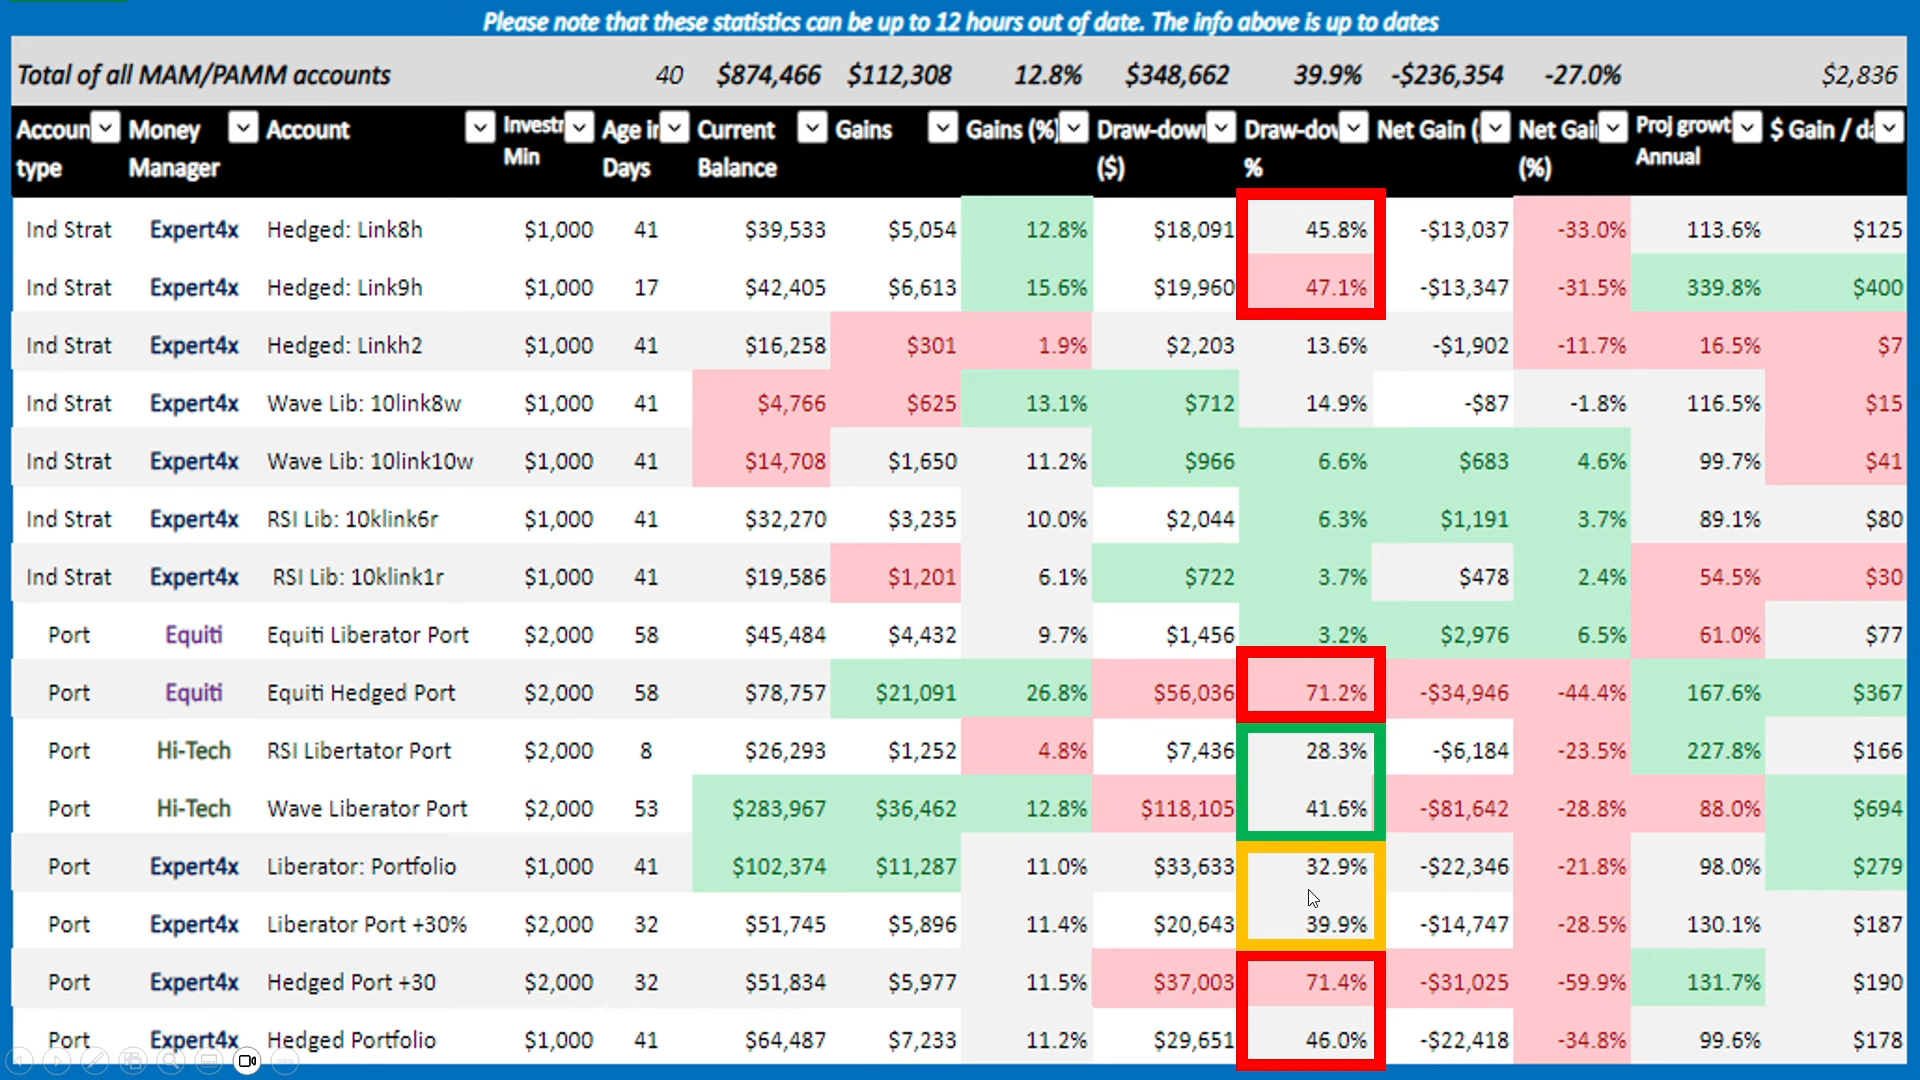 Please note that these statistics can be up to 12 hours out of date. The info above is up to dates
Total of all MAM/PAMM accounts 40 $874,466 $112,308 12.8% $348,662 39.9% -$236,354 -27.0% $2,836
Accoun Money Account Investr Age ir Current Gains Gains (%) Draw-down Draw-dov Net Gain ( Net Gai Proj growt $ Gain / da
type Manager Min Days Balance ($) % (%) Annual
Ind Strat Expert4x Hedged: Link8h $1,000 41 $39,533 $5,054 12.8% $18,091 45.8% -$13,037 -33.0% 113.6% $125
Ind Strat Expert4x Hedged: Link9h $1,000 17 $42,405 $6,613 15.6% $19,960 47.1% -$13,347 -31.5% 339.8% $400
Ind Strat Expert4x Hedged: Linkh2 $1,000 41 $16,258 $301 1.9% $2,203 13.6% -$1,902 -11.7% 16.5% $7
Ind Strat Expert4x Wave Lib: 10link8w $1,000 41 $4,766 $625 13.1% $712 14.9% -$87 -1.8% 116.5% $15
Ind Strat Expert4x Wave Lib: 10link10w $1,000 41 $14,708 $1,650 11.2% $966 6.6% $683 4.6% 99.7% $41
Ind Strat Expert4x RSI Lib: 10klink6r $1,000 41 $32,270 $3,235 10.0% $2,044 6.3% $1,191 3.7% 89.1% $80
Ind Strat Expert4x RSI Lib: 10klink1r $1,000 41 $19,586 $1,201 6.1% $722 3.7% $478 2.4% 54.5% $30
Port Equiti Equiti Liberator Port $2,000 58 $45,484 $4,432 9.7% $1,456 3.2% $2,976 6.5% 61.0% $77
Port Equiti Equiti Hedged Port $2,000 58 $78,757 $21,091 26.8% $56,036 71.2% -$34,946 -44.4% 167.6% $367
Port Hi-Tech RSI Libertator Port $2,000 8 $26,293 $1,252 4.8% $7,436 28.3% -$6,184 -23.5% 227.8% $166
Port Hi-Tech Wave Liberator Port $2,000 53 $283,967 $36,462 12.8% $118,105 41.6% -$81,642 -28.8% 88.0% $694
Port Expert4x Liberator: Portfolio $1,000 41 $102,374 $11,287 11.0% $33,633 32.9% -$22,346 -21.8% 98.0% $279
Port Expert4x Liberator Port +30% $2,000 32 $51,745 $5,896 11.4% $20,643 39.9% -$14,747 -28.5% 130.1% $187
Port Expert4x Hedged Port +30 $2,000 32 $51,834 $5,977 11.5% $37,003 71.4% -$31,025 -59.9% 131.7% $190
Port Expert4x Hedged Portfolio $1,000 41 $64,487 $7,233 11.2% $29,651 46.0% -$22,418 -34.8% 99.6% $178